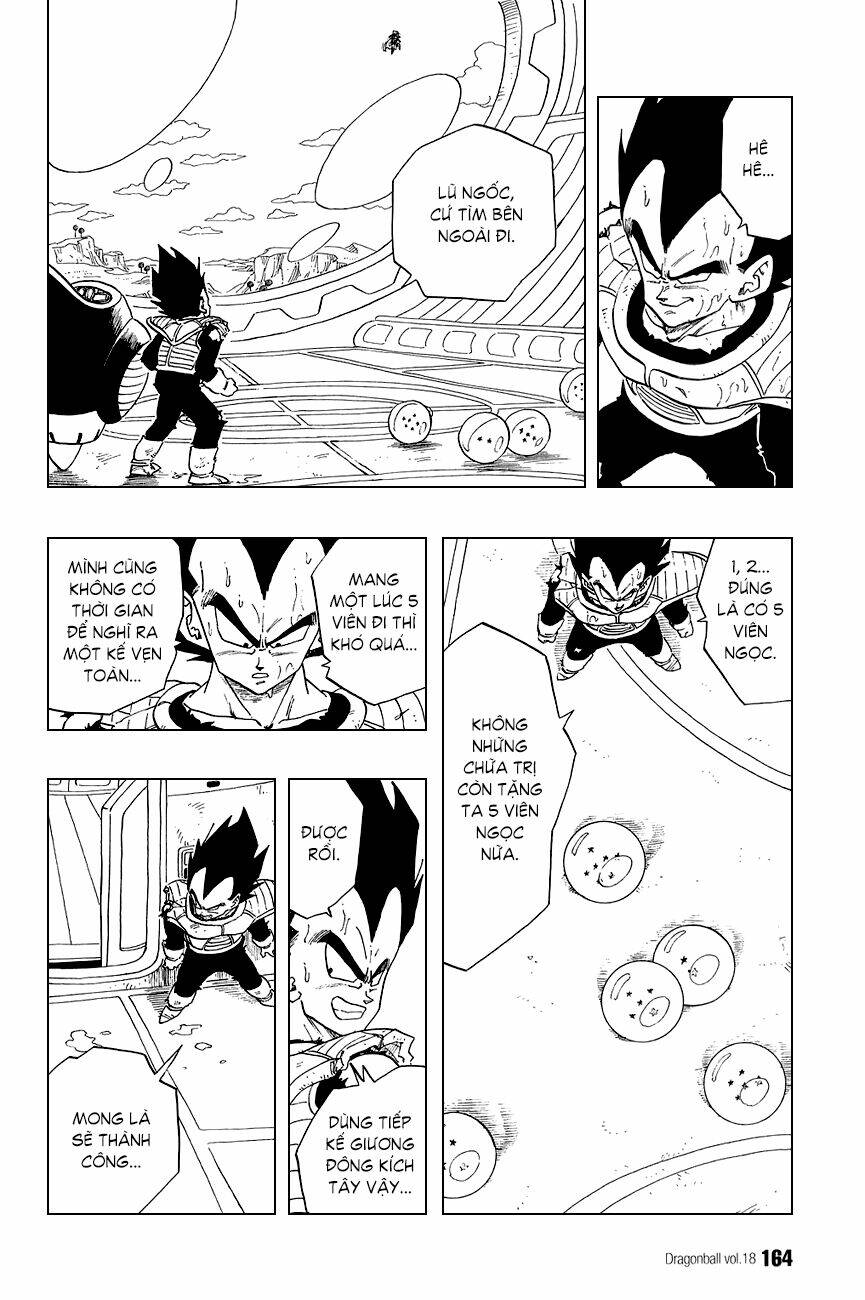 HÊ
HÊ...
LŨ NGỐC,
CỨ TÌM BÊN
NGOÀI ĐI.
1, 2...
ĐÚNG
LÀ CÓ 5
VIÊN
NGỌC.
KHÔNG
NHỮNG
CHỮA TRỊ
CÒN TẶNG
TA 5 VIÊN
NGỌC
NỮA.
MANG
MỘT LÚC 5
VIÊN ĐI THÌ
KHÓ QUÁ...
MÌNH CŨNG
KHÔNG CÓ
THỜI GIAN
ĐỂ NGHĨ RA
MỘT KẾ VẸN
TOÀN...
ĐƯỢC
RỒI.
DÙNG TIẾP
KẾ GIƯƠNG
ĐÔNG KÍCH
TÂY VẬY...
MONG LÀ
SẼ THÀNH
CÔNG...
Dragonball vol.18 164